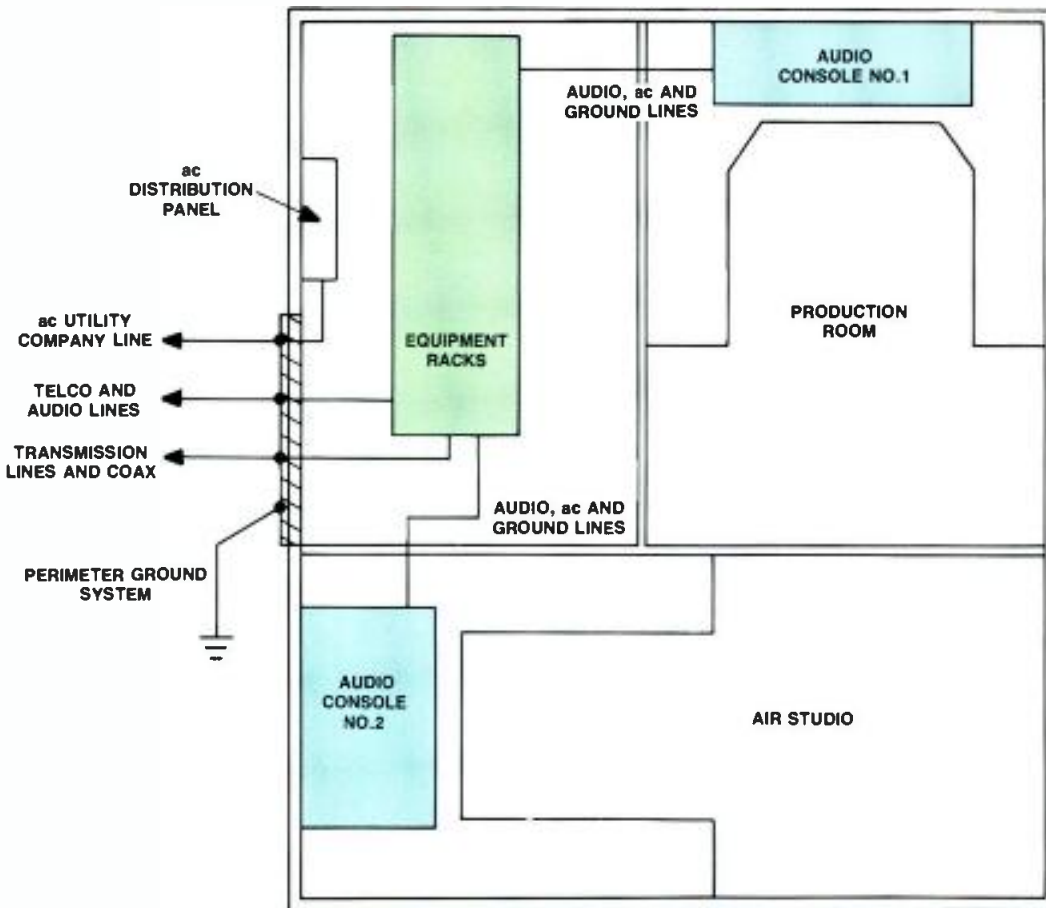 AUDIO
CONSOLE NO.1
AUDIO, ac AND
GROUND LINES
ac
DISTRIBUTION
PANEL
ac UTILITY
COMPANY LINE
EQUIPMENT
RACKS
PRODUCTION
ROOM
TELCO AND
AUDIO LINES
TRANSMISSION
LINES AND COAX
AUDIO, ac AND
GROUND LINES
PERIMETER GROUND
SYSTEM
AUDIO
CONSOLE
NO.2
AIR STUDIO